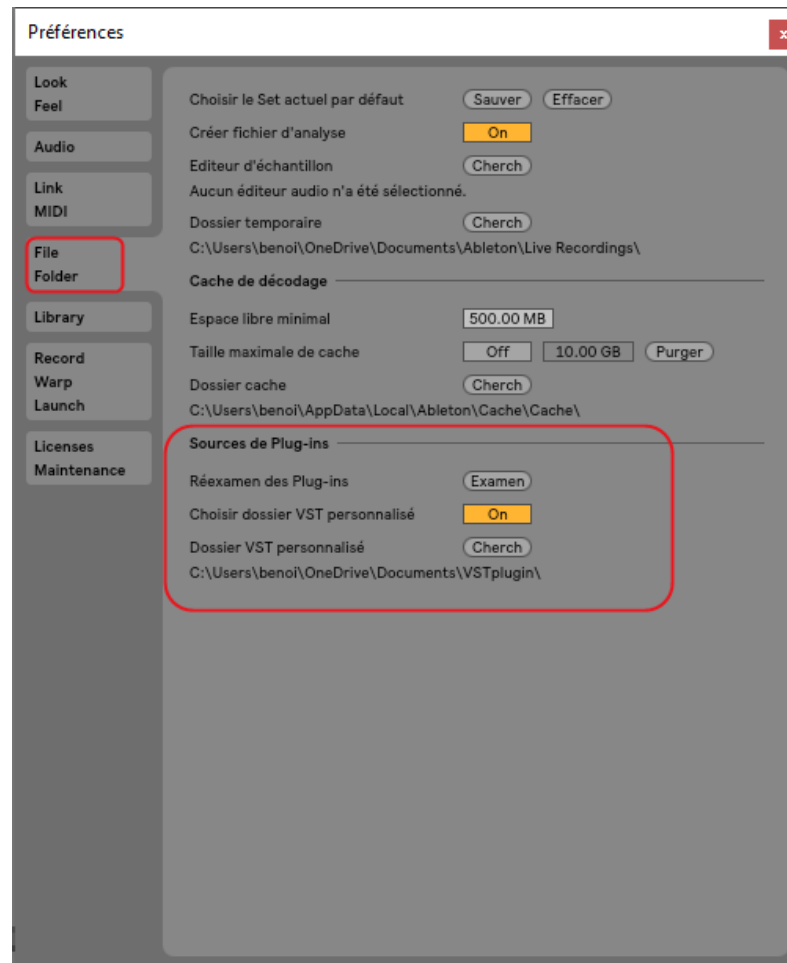 Préférences
x
Look
Feel
Audio
Link
MIDI
File
Folder
Library
Record
Warp
Launch
Licenses
Maintenance
Choisir le Set actuel par défaut Sauver Effacer
Créer fichier d'analyse On
Editeur d'échantillon Cherch
Aucun éditeur audio n'a été sélectionné.
Dossier temporaire Cherch
C:\Users\benoi\OneDrive\Documents\Ableton\Live Recordings\
Cache de décodage
Espace libre minimal 500.00 MB
Taille maximale de cache Off 10.00 GB Purger
Dossier cache Cherch
C:\Users\benoi\AppData\Local\Ableton\Cache\Cache\
Sources de Plug-ins
Réexamen des Plug-ins Examen
Choisir dossier VST personnalisé On
Dossier VST personnalisé Cherch
C:\Users\benoi\OneDrive\Documents\VSTplugin\